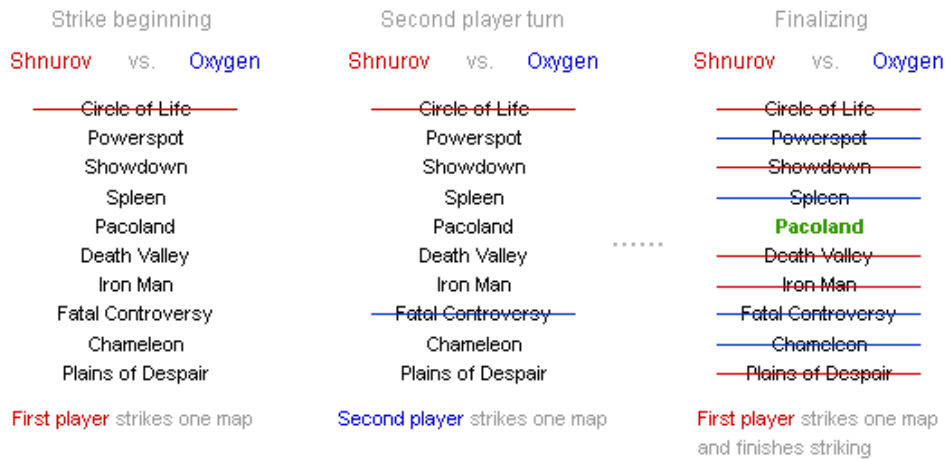 Strike beginning
Shnurov vs. Oxygen
Circle of Life
Powerspot
Showdown
Spleen
Pacoland
Death Valley
Iron Man
Fatal Controversy
Chameleon
Plains of Despair
First player strikes one map
Second player turn
Shnurov vs. Oxygen
Circle of Life
Powerspot
Showdown
Spleen
Pacoland
Death Valley
Iron Man
Fatal Controversy
Chameleon
Plains of Despair
Second player strikes one map
......
Finalizing
Shnurov vs. Oxygen
Circle of Life
Powerspot
Showdown
Spleen
Pacoland
Death Valley
Iron Man
Fatal Controversy
Chameleon
Plains of Despair
First player strikes one map
and finishes striking